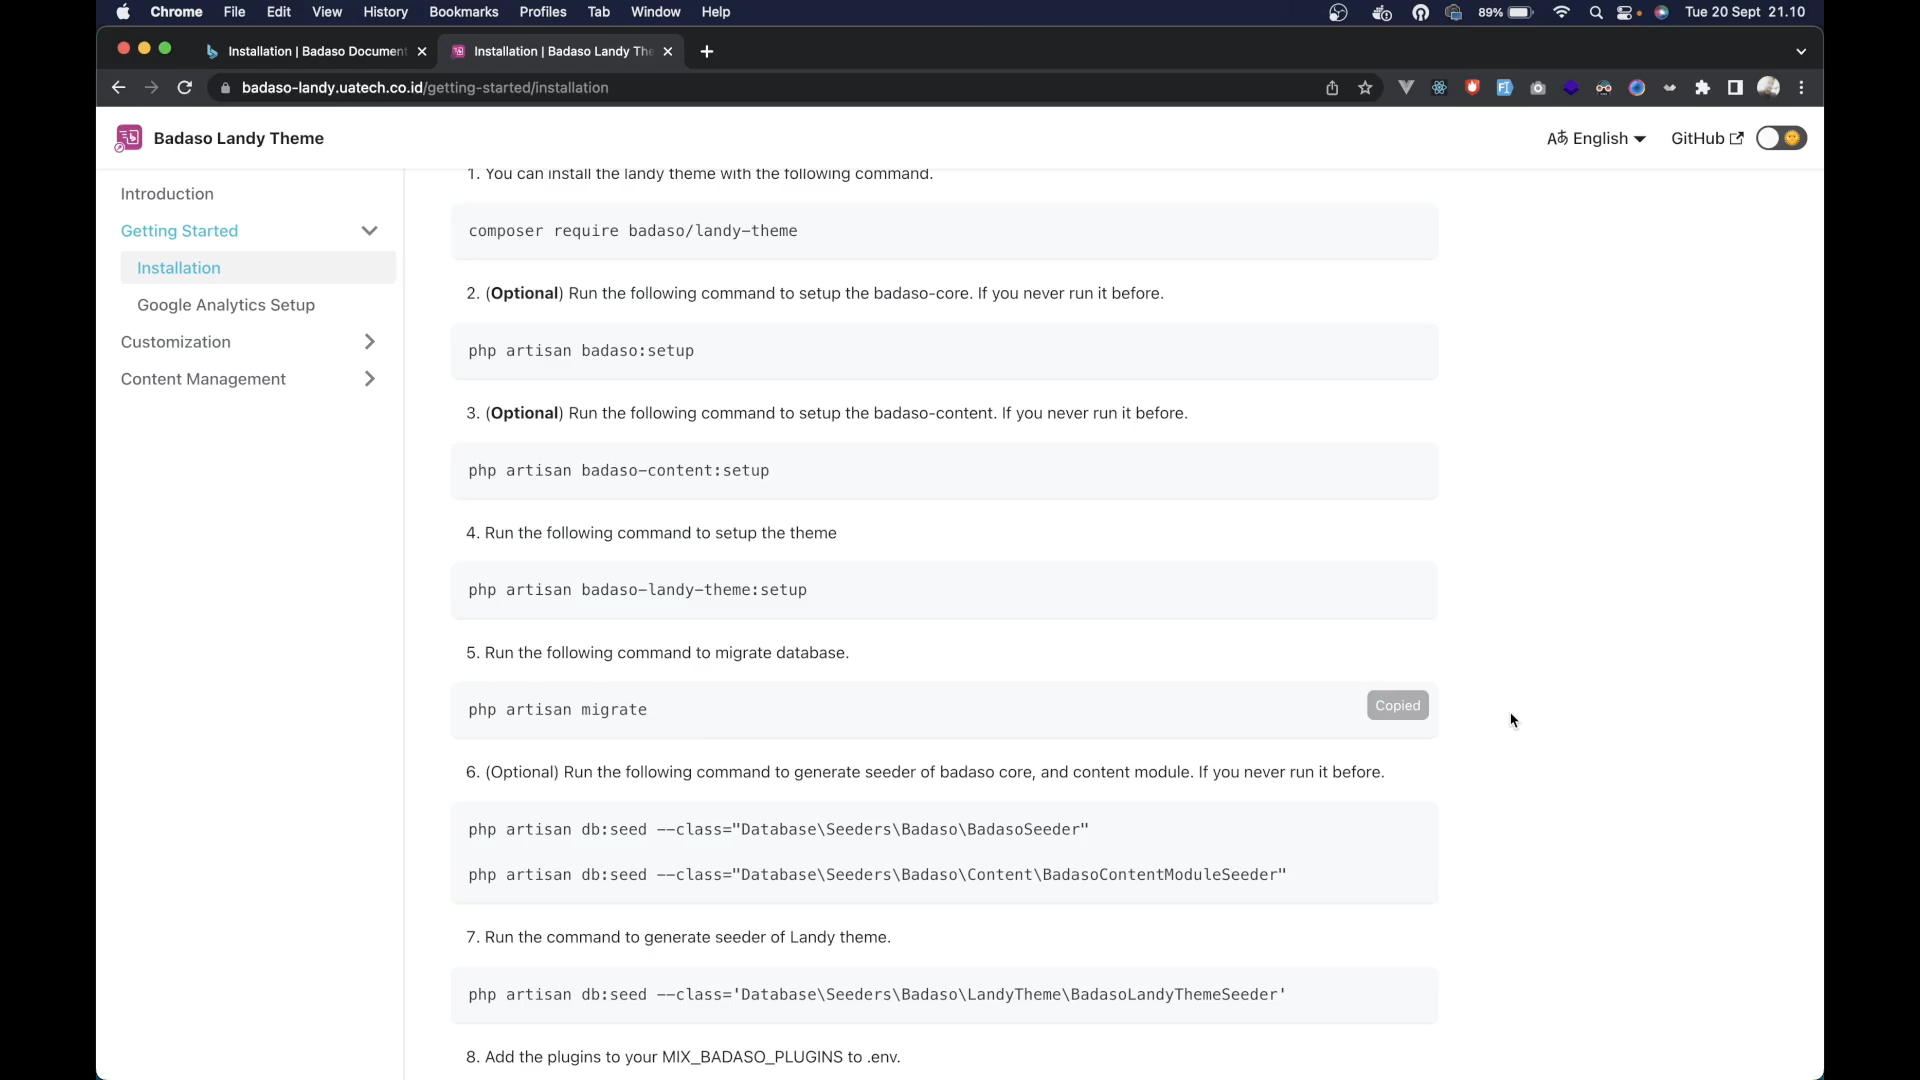 Chrome File Edit View History Bookmarks Profiles Tab Window Help 89% Tue 20 Sept 21.10
Installation | Badaso Document
Installation | Badaso Landy The
badaso-landy.uatech.co.id/getting-started/installation
Badaso Landy Theme
English
GitHub
Introduction
Getting Started
Installation
Google Analytics Setup
Customization
Content Management
1. You can install the landy theme with the following command.
composer require badaso/landy-theme
2. (Optional) Run the following command to setup the badaso-core. If you never run it before.
php artisan badaso:setup
3. (Optional) Run the following command to setup the badaso-content. If you never run it before.
php artisan badaso-content:setup
4. Run the following command to setup the theme
php artisan badaso-landy-theme:setup
5. Run the following command to migrate database.
php artisan migrate
Copied
6. (Optional) Run the following command to generate seeder of badaso core, and content module. If you never run it before.
php artisan db:seed --class="Database\Seeders\Badaso\BadasoSeeder"
php artisan db:seed --class="Database\Seeders\Badaso\Content\BadasoContentModuleSeeder"
7. Run the command to generate seeder of Landy theme.
php artisan db:seed --class='Database\Seeders\Badaso\LandyTheme\BadasoLandyThemeSeeder'
8. Add the plugins to your MIX_BADASO_PLUGINS to .env.